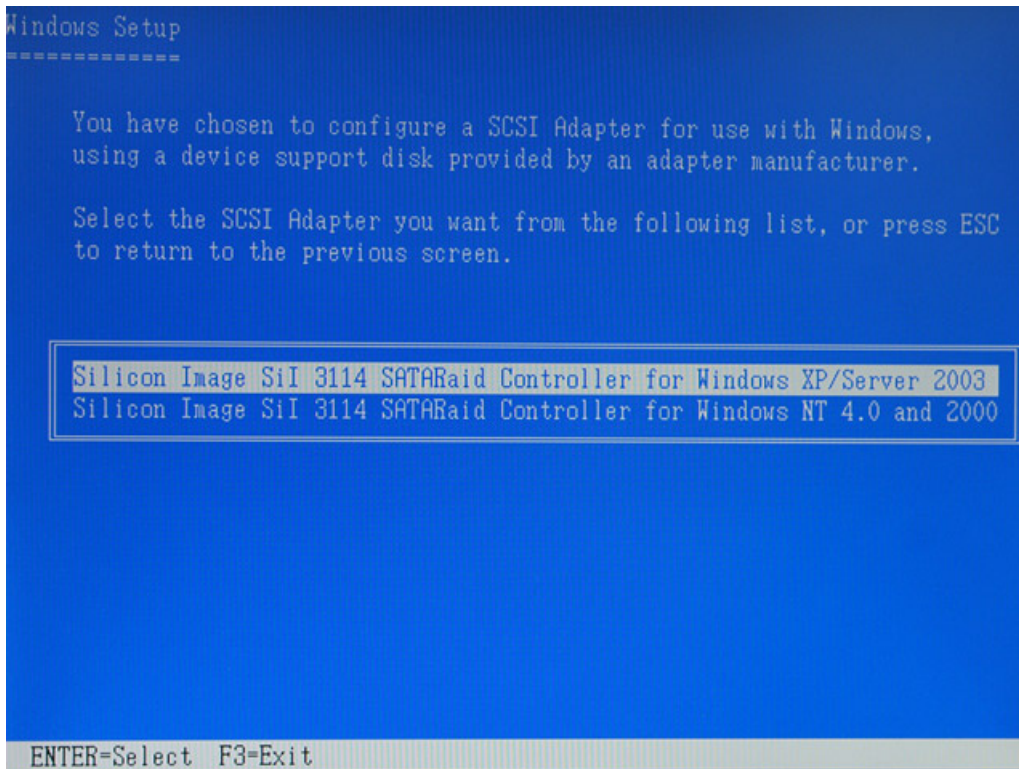 Windows Setup
=============
You have chosen to configure a SCSI Adapter for use with Windows,
using a device support disk provided by an adapter manufacturer.
Select the SCSI Adapter you want from the following list, or press ESC
to return to the previous screen.
Silicon Image SiI 3114 SATARaid Controller for Windows XP/Server 2003
Silicon Image SiI 3114 SATARaid Controller for Windows NT 4.0 and 2000
ENTER=Select F3=Exit